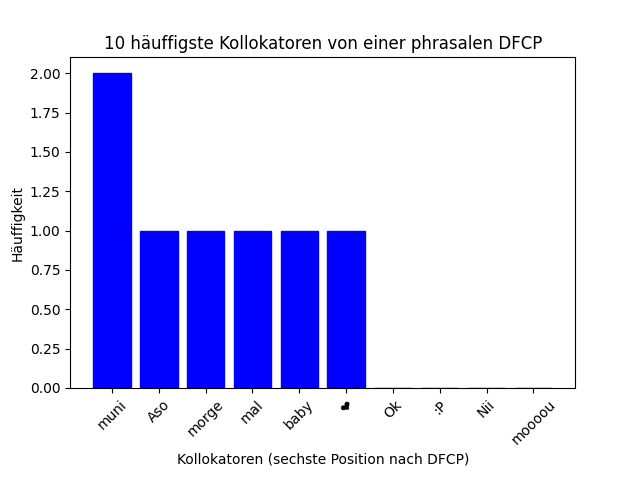 10 häuffigste Kollokatoren von einer phrasalen DFCP
Häuffigkeit
2.00
1.75
1.50
1.25
1.00
0.75
0.50
0.25
0.00
muni Aso morge mal baby Ok :P Nii moooou
Kollokatoren (sechste Position nach DFCP)